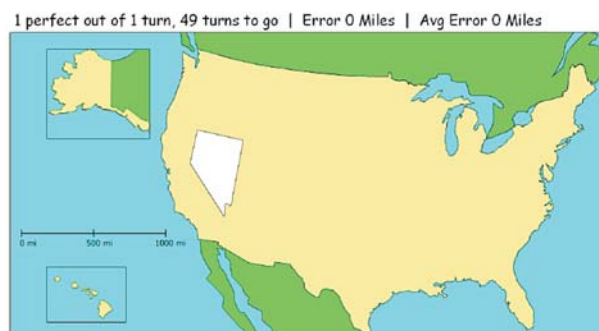 1 perfect out of 1 turn, 49 turns to go | Error 0 Miles | Avg Error 0 Miles
0 mi 500 mi 1000 mi